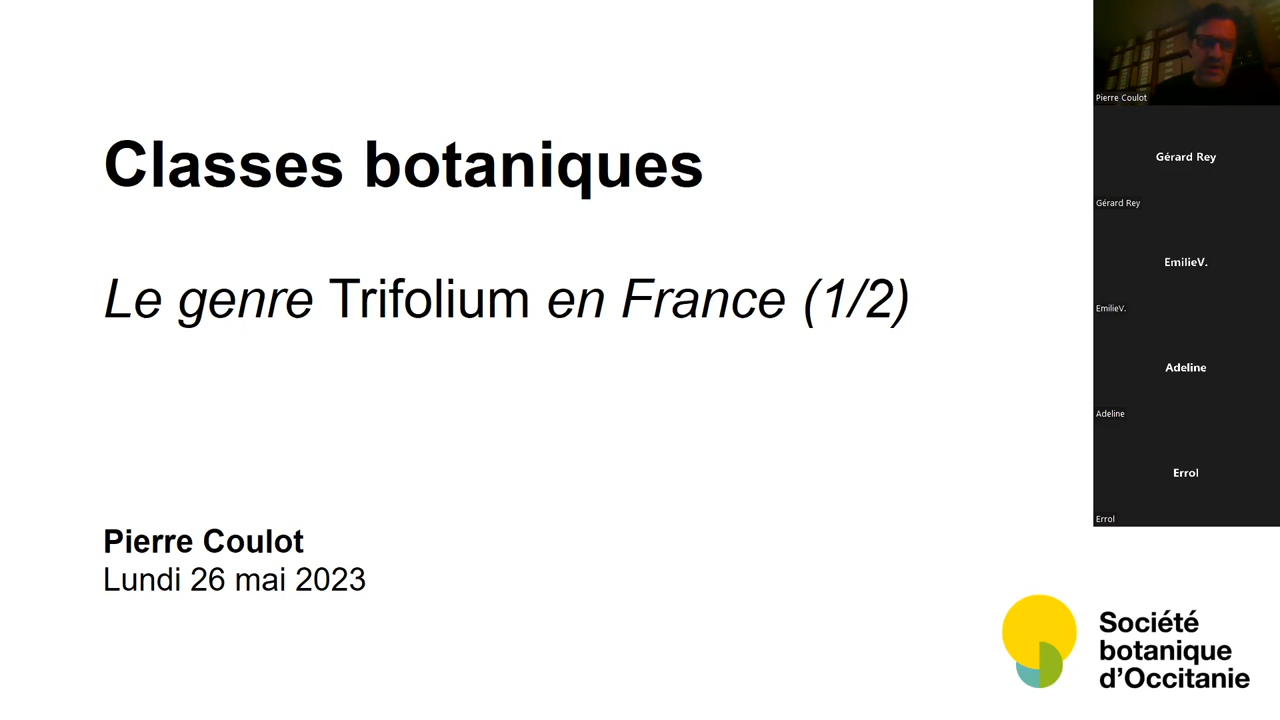 Classes botaniques
Le genre Trifolium en France (1/2)
Pierre Coulot
Lundi 26 mai 2023
Pierre Coulot
Gérard Rey
Gérard Rey
EmilieV.
EmilieV.
Adeline
Adeline
Errol
Errol
Société
botanique
d'Occitanie